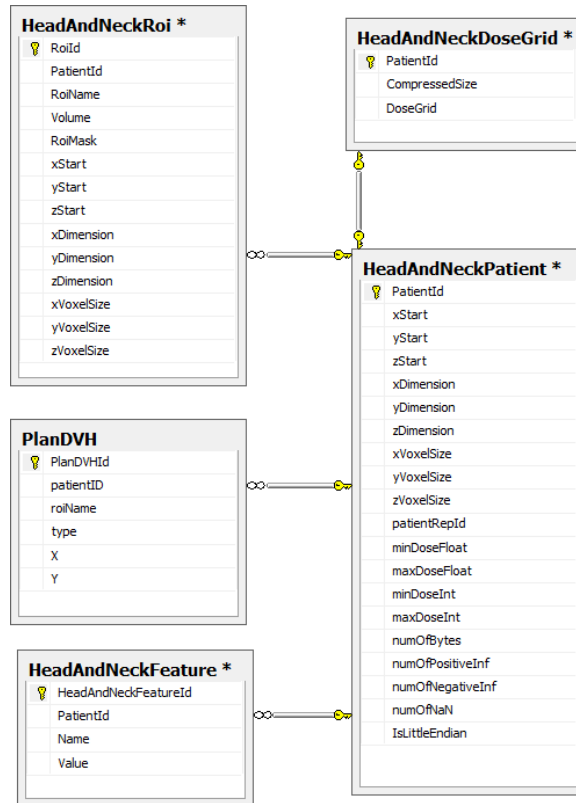 HeadAndNeckRoi *
RoiId
PatientId
RoiName
Volume
RoiMask
xStart
yStart
zStart
xDimension
yDimension
zDimension
xVoxelSize
yVoxelSize
zVoxelSize
HeadAndNeckDoseGrid *
PatientId
CompressedSize
DoseGrid
HeadAndNeckPatient *
PatientId
xStart
yStart
zStart
xDimension
yDimension
zDimension
xVoxelSize
yVoxelSize
zVoxelSize
patientRepId
minDoseFloat
maxDoseFloat
minDoseInt
maxDoseInt
numOfBytes
numOfPositiveInf
numOfNegativeInf
numOfNaN
IsLittleEndian
PlanDVH
PlanDVHId
patientID
roiName
type
X
Y
HeadAndNeckFeature *
HeadAndNeckFeatureId
PatientId
Name
Value